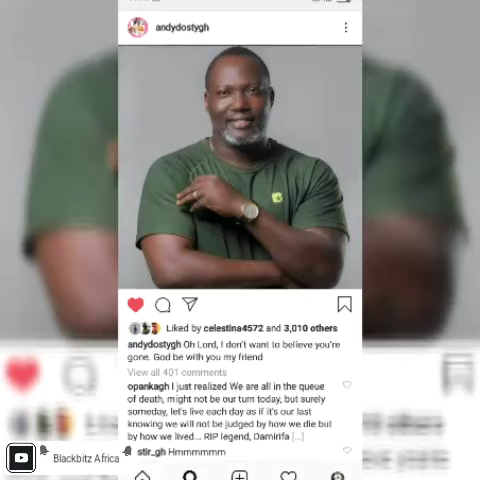 andydostygh
Liked by celestina4572 and 3,010 others
andydostygh Oh Lord, I don't want to believe you're
gone. God be with you my friend
View all 401 comments
opankagh I just realized We are all in the queue
of death, might not be our turn today, but surely
someday, let's live each day as if it's our last
knowing we will not be judged by how we die but
by how we lived... RIP legend, Damirifa [...]
stir_gh Hmmmmmm
Blackbitz Africa